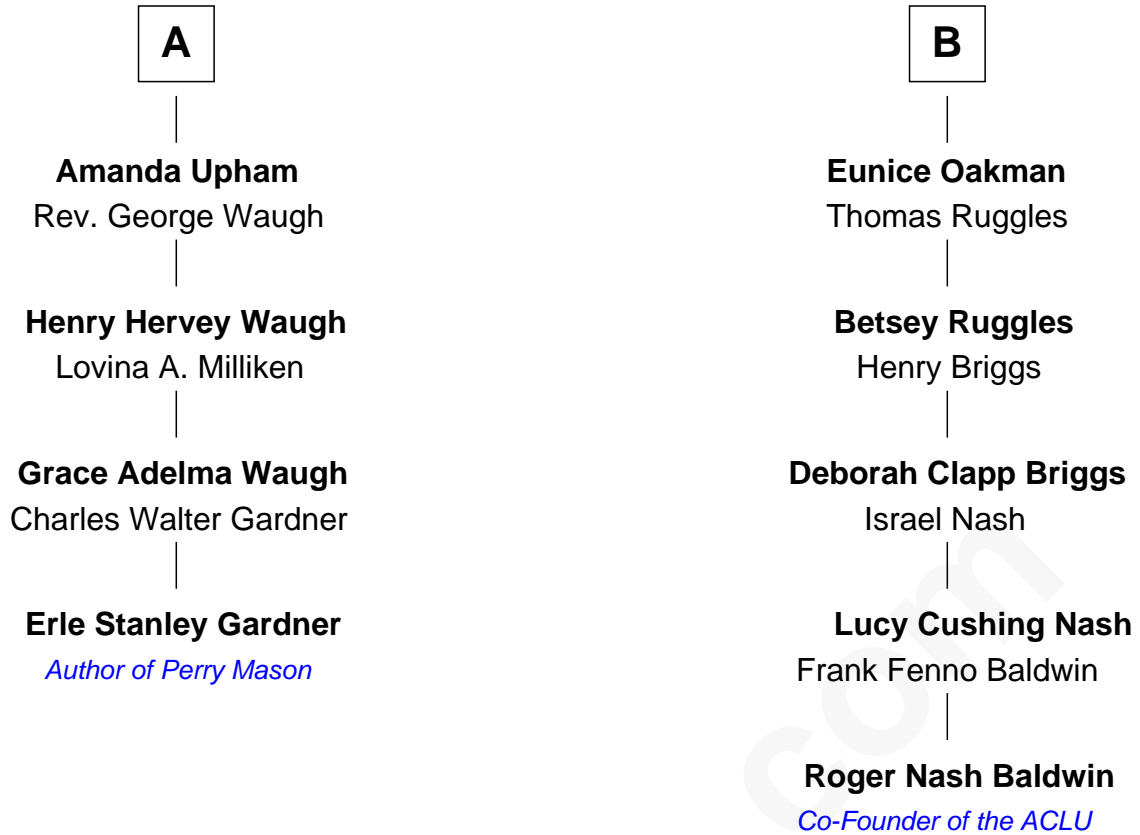 A
Amanda Upham
Rev. George Waugh
Henry Hervey Waugh
Lovina A. Milliken
Grace Adelma Waugh
Charles Walter Gardner
Erle Stanley Gardner
Author of Perry Mason
B
Eunice Oakman
Thomas Ruggles
Betsey Ruggles
Henry Briggs
Deborah Clapp Briggs
Israel Nash
Lucy Cushing Nash
Frank Fenno Baldwin
Roger Nash Baldwin
Co-Founder of the ACLU
com